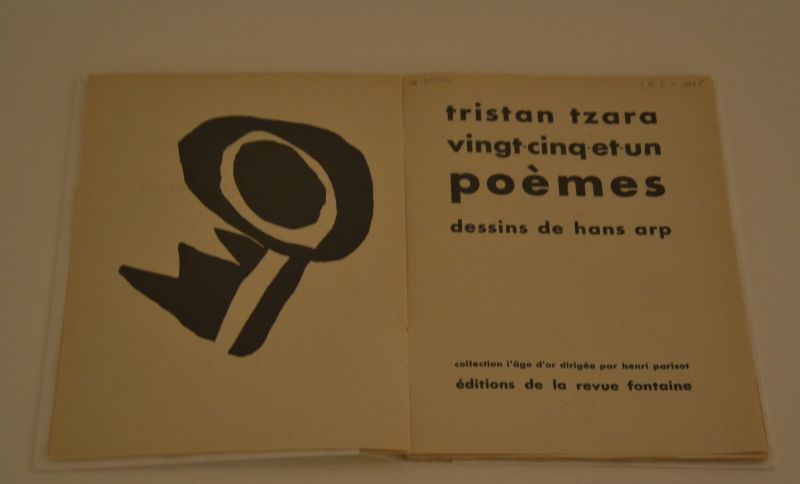 tristan tzara
vingt-cinq-et-un
poèmes
dessins de hans arp
collection l'âge d'or dirigée par henri parisot
éditions de la revue fontaine